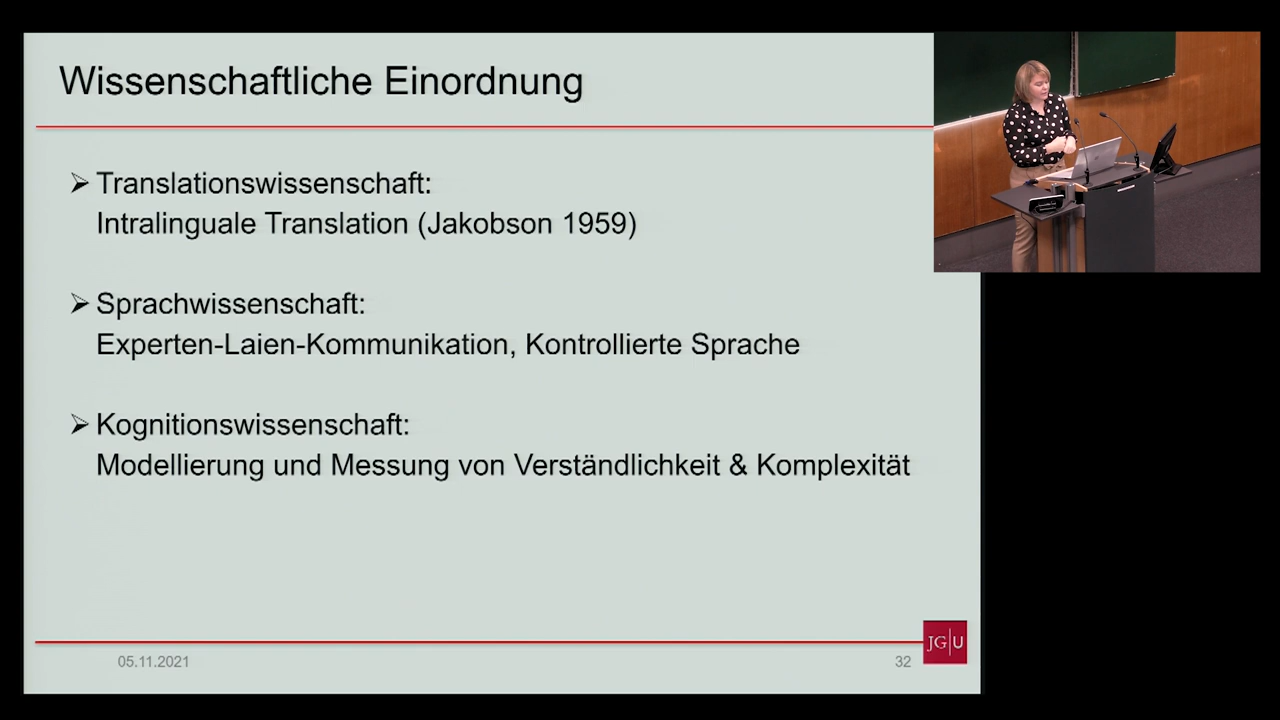 Wissenschaftliche Einordnung
➢ Translationswissenschaft:
Intralinguale Translation (Jakobson 1959)
➢ Sprachwissenschaft:
Experten-Laien-Kommunikation, Kontrollierte Sprache
➢ Kognitionswissenschaft:
Modellierung und Messung von Verständlichkeit & Komplexität
05.11.2021
32
JG|U